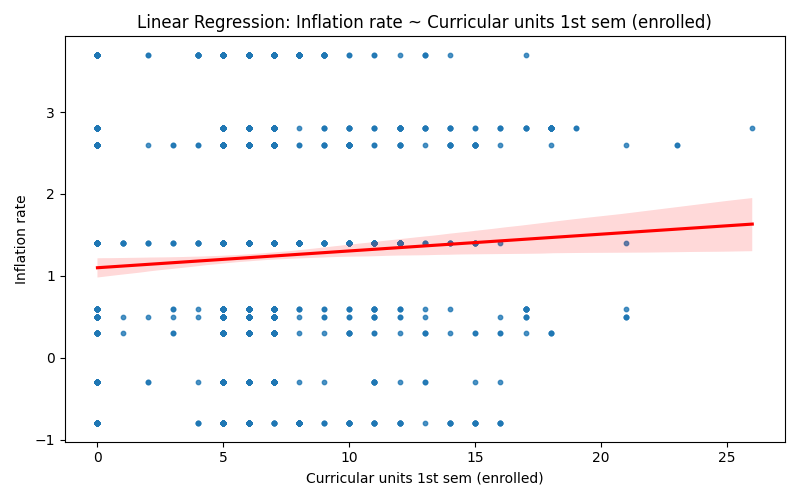 Linear Regression: Inflation rate ~ Curricular units 1st sem (enrolled)
3
2
1
0
−1
Inflation rate
0 5 10 15 20 25
Curricular units 1st sem (enrolled)